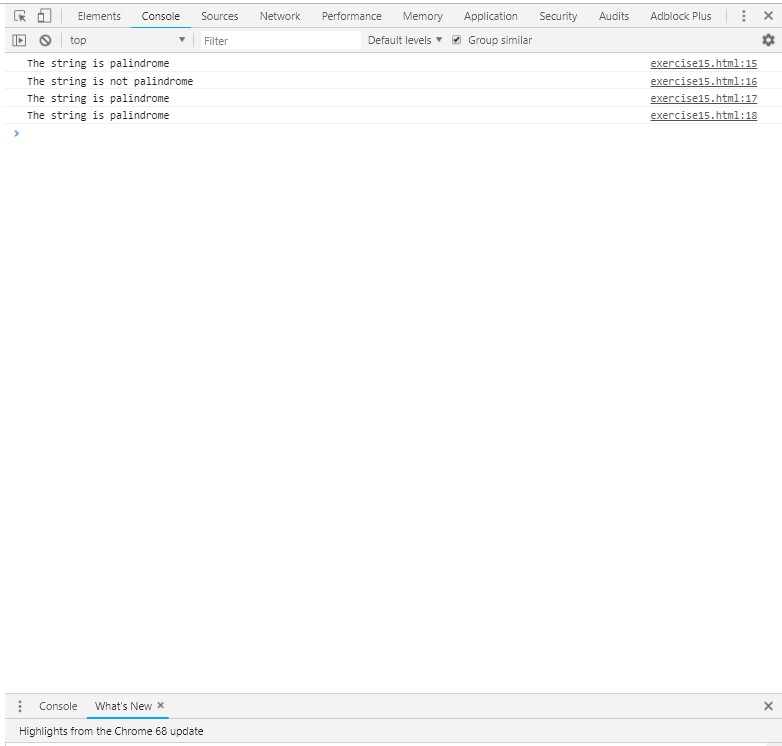 Elements Console Sources Network Performance Memory Application Security Audits Adblock Plus
top Filter Default levels Group similar
The string is palindrome exercise15.html:15
The string is not palindrome exercise15.html:16
The string is palindrome exercise15.html:17
The string is palindrome exercise15.html:18
Console What's New
Highlights from the Chrome 68 update